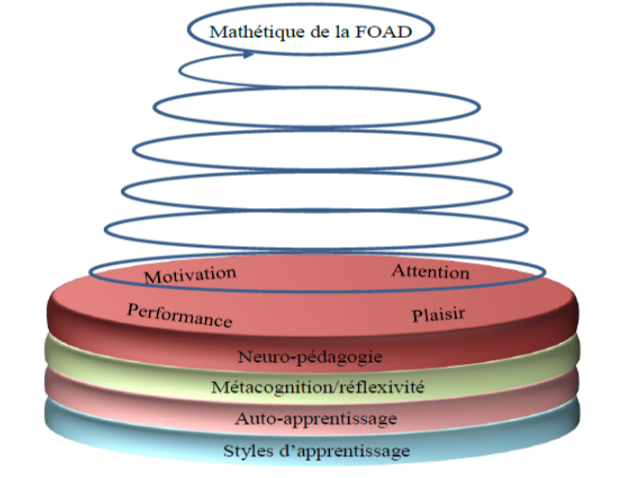 Mathétique de la FOAD
Motivation
Attention
Performance
Plaisir
Neuro-pédagogie
Métacognition/réflexivité
Auto-apprentissage
Styles d’apprentissage